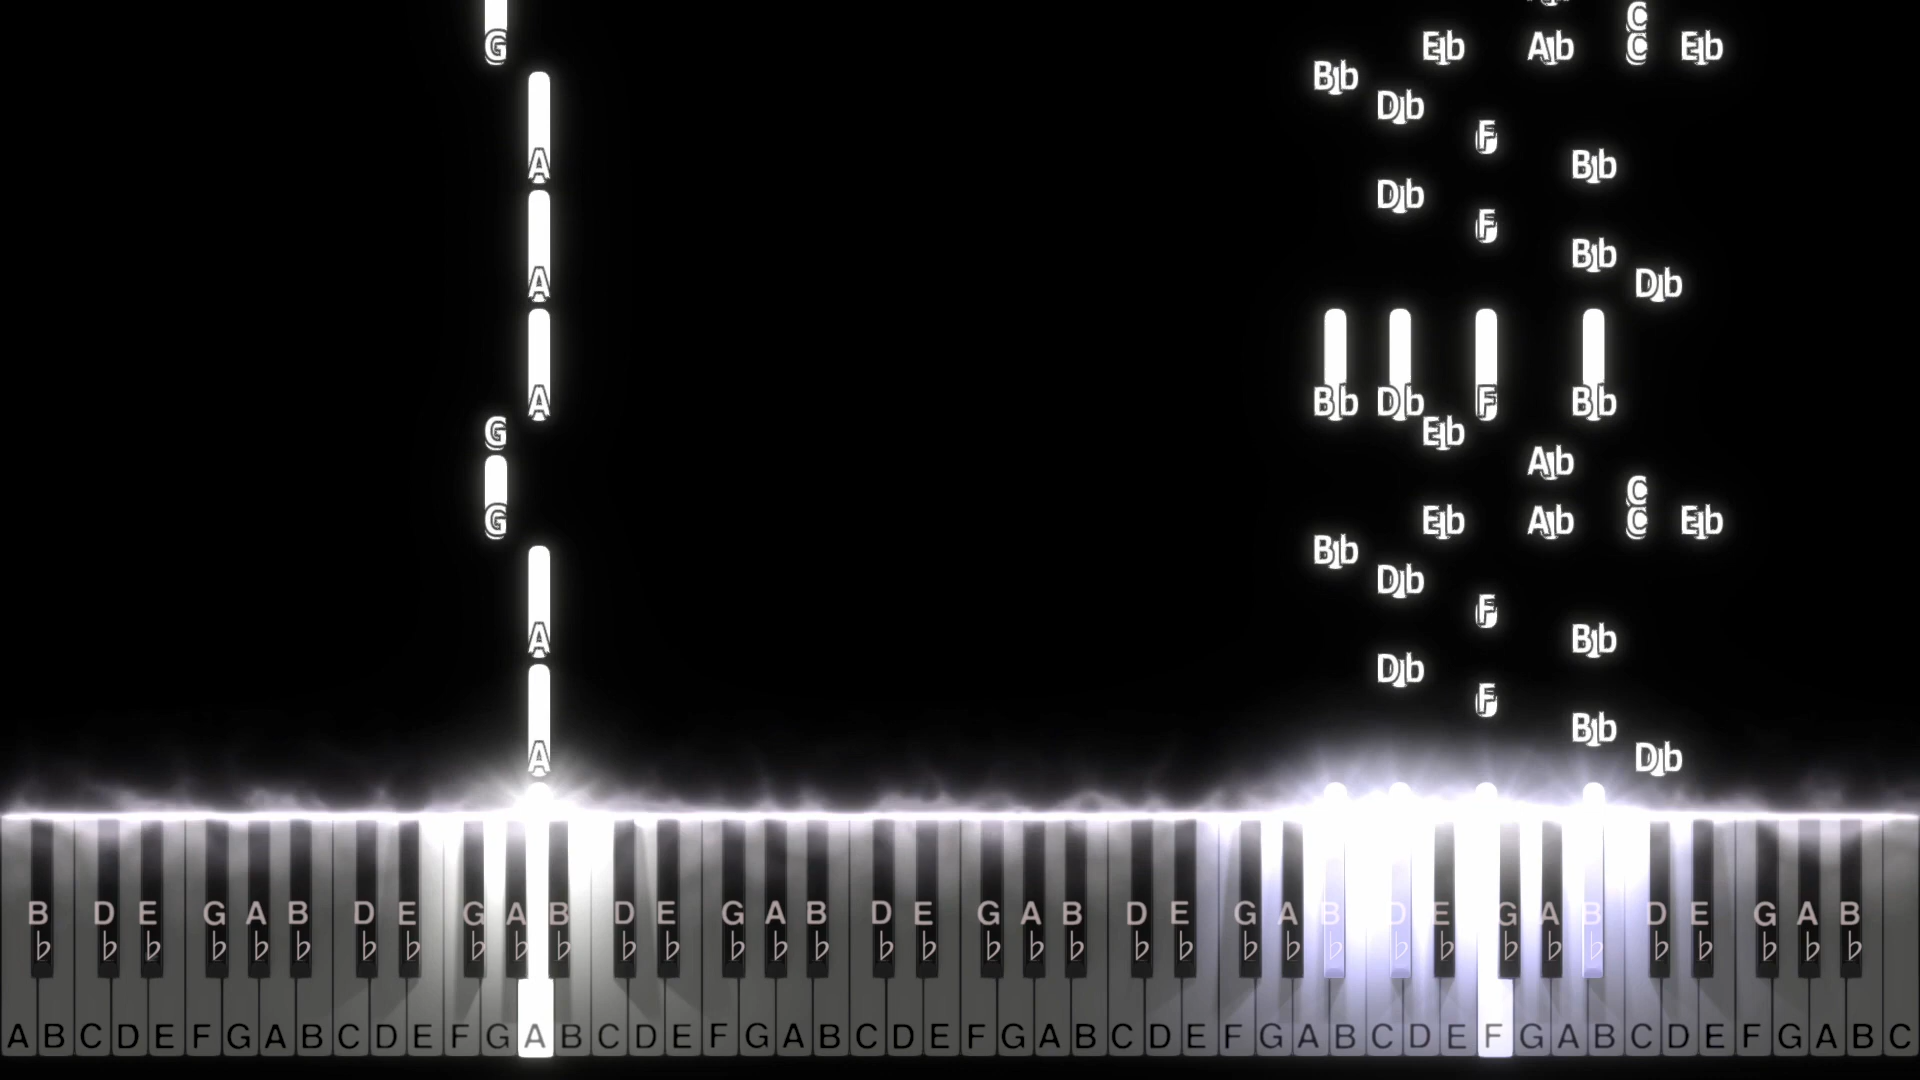 C
G Eb Ab C Eb
Bb
Db
F
A Bb
Db
F
Bb
A Db
A Bb Db F Bb
G Eb
Ab
C
G Eb Ab C Eb
Bb
Db
F
A Bb
Db
F
Bb
A Db
B D E G A B D E G A B D E G A B D E G A B D E G A B D E G A B D E G A B
♭ ♭ ♭ ♭ ♭ ♭ ♭ ♭ ♭ ♭ ♭ ♭ ♭ ♭ ♭ ♭ ♭ ♭ ♭ ♭ ♭ ♭ ♭ ♭ ♭ ♭ ♭ ♭ ♭ ♭ ♭ ♭ ♭ ♭ ♭ ♭
A B C D E F G A B C D E F G A B C D E F G A B C D E F G A B C D E F G A B C D E F G A B C D E F G A B C